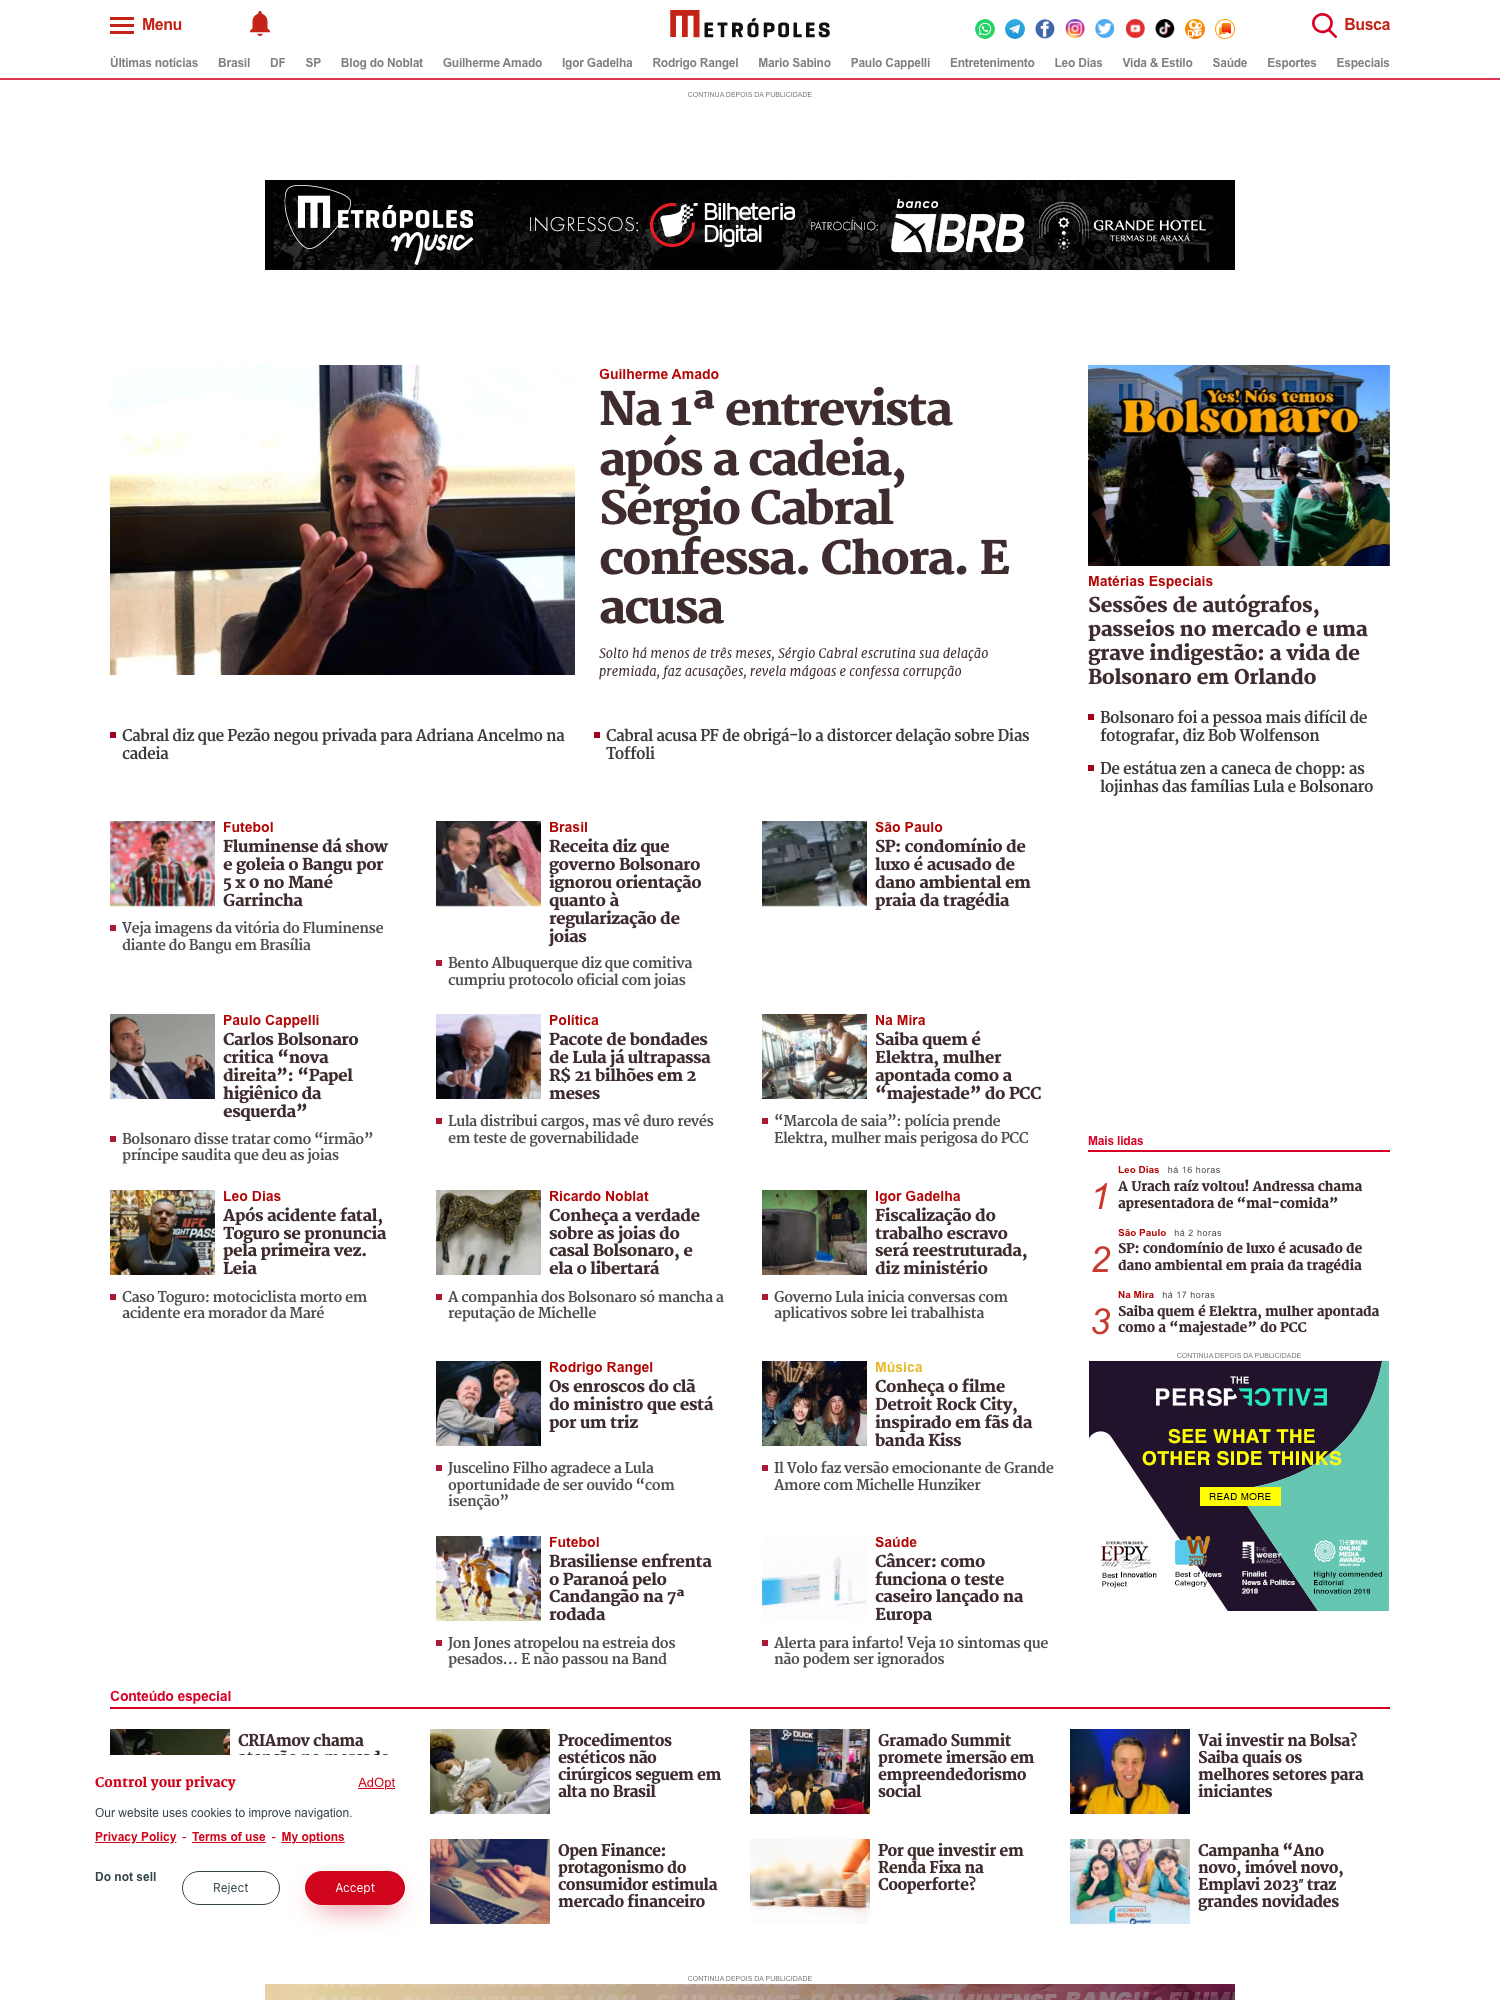 Menu
METRÓPOLES
Busca
Últimas notícias Brasil DF SP Blog do Noblat Guilherme Amado Igor Gadelha Rodrigo Rangel Mario Sabino Paulo Cappelli Entretenimento Leo Dias Vida & Estilo Saúde Esportes Especiais
CONTINUA DEPOIS DA PUBLICIDADE
METRÓPOLES
music
INGRESSOS:
Bilheteria
Digital
PATROCÍNIO:
banco
BRB
GRANDE HOTEL
TERMAS DE ARAXÁ
Guilherme Amado
Na 1ª entrevista
após a cadeia,
Sérgio Cabral
confessa. Chora. E
acusa
Solto há menos de três meses, Sérgio Cabral escrutina sua delação
premiada, faz acusações, revela mágoas e confessa corrupção
Cabral diz que Pezão negou privada para Adriana Ancelmo na
cadeia
Cabral acusa PF de obrigá-lo a distorcer delação sobre Dias
Toffoli
Yes! Nós temos
Bolsonaro
Matérias Especiais
Sessões de autógrafos,
passeios no mercado e uma
grave indigestão: a vida de
Bolsonaro em Orlando
Bolsonaro foi a pessoa mais difícil de
fotografar, diz Bob Wolfenson
De estátua zen a caneca de chopp: as
lojinhas das famílias Lula e Bolsonaro
Futebol
Fluminense dá show
e goleia o Bangu por
5 x 0 no Mané
Garrincha
Veja imagens da vitória do Fluminense
diante do Bangu em Brasília
Brasil
Receita diz que
governo Bolsonaro
ignorou orientação
quanto à
regularização de
joias
Bento Albuquerque diz que comitiva
cumpriu protocolo oficial com joias
São Paulo
SP: condomínio de
luxo é acusado de
dano ambiental em
praia da tragédia
Paulo Cappelli
Carlos Bolsonaro
critica “nova
direita”: “Papel
higiênico da
esquerda”
Bolsonaro disse tratar como “irmão”
príncipe saudita que deu as joias
Política
Pacote de bondades
de Lula já ultrapassa
R$ 21 bilhões em 2
meses
Lula distribui cargos, mas vê duro revés
em teste de governabilidade
Na Mira
Saiba quem é
Elektra, mulher
apontada como a
“majestade” do PCC
“Marcola de saia”: polícia prende
Elektra, mulher mais perigosa do PCC
Leo Dias
Após acidente fatal,
Toguro se pronuncia
pela primeira vez.
Leia
Caso Toguro: motociclista morto em
acidente era morador da Maré
Ricardo Noblat
Conheça a verdade
sobre as joias do
casal Bolsonaro, e
ela o libertará
A companhia dos Bolsonaro só mancha a
reputação de Michelle
Igor Gadelha
Fiscalização do
trabalho escravo
será reestruturada,
diz ministério
Governo Lula inicia conversas com
aplicativos sobre lei trabalhista
Rodrigo Rangel
Os enroscos do clã
do ministro que está
por um triz
Juscelino Filho agradece a Lula
oportunidade de ser ouvido “com
isenção”
Música
Conheça o filme
Detroit Rock City,
inspirado em fãs da
banda Kiss
Il Volo faz versão emocionante de Grande
Amore com Michelle Hunziker
Futebol
Brasiliense enfrenta
o Paranoá pelo
Candangão na 7ª
rodada
Jon Jones atropelou na estreia dos
pesados… E não passou na Band
Saúde
Câncer: como
funciona o teste
caseiro lançado na
Europa
Alerta para infarto! Veja 10 sintomas que
não podem ser ignorados
Mais lidas
1
Leo Dias há 16 horas
A Urach raíz voltou! Andressa chama
apresentadora de “mal-comida”
2
São Paulo há 2 horas
SP: condomínio de luxo é acusado de
dano ambiental em praia da tragédia
3
Na Mira há 17 horas
Saiba quem é Elektra, mulher apontada
como a “majestade” do PCC
CONTINUA DEPOIS DA PUBLICIDADE
THE
PERSPECTIVE
SEE WHAT THE
OTHER SIDE THINKS
READ MORE
EPPY
Best Innovation
Project
W
2017
Best of News
Category
THE
WEBBY
AWARDS
Finalist
News & Politics
2018
THE DRUM
ONLINE
MEDIA
AWARDS
Highly commended
Editorial
Innovation 2018
Conteúdo especial
CRIAmov chama
Procedimentos
estéticos não
cirúrgicos seguem em
alta no Brasil
Gramado Summit
promete imersão em
empreendedorismo
social
Vai investir na Bolsa?
Saiba quais os
melhores setores para
iniciantes
Open Finance:
protagonismo do
consumidor estimula
mercado financeiro
Por que investir em
Renda Fixa na
Cooperforte?
Campanha “Ano
novo, imóvel novo,
Emplavi 2023” traz
grandes novidades
Control your privacy
AdOpt
Our website uses cookies to improve navigation.
Privacy Policy - Terms of use - My options
Do not sell
Reject
Accept
CONTINUA DEPOIS DA PUBLICIDADE